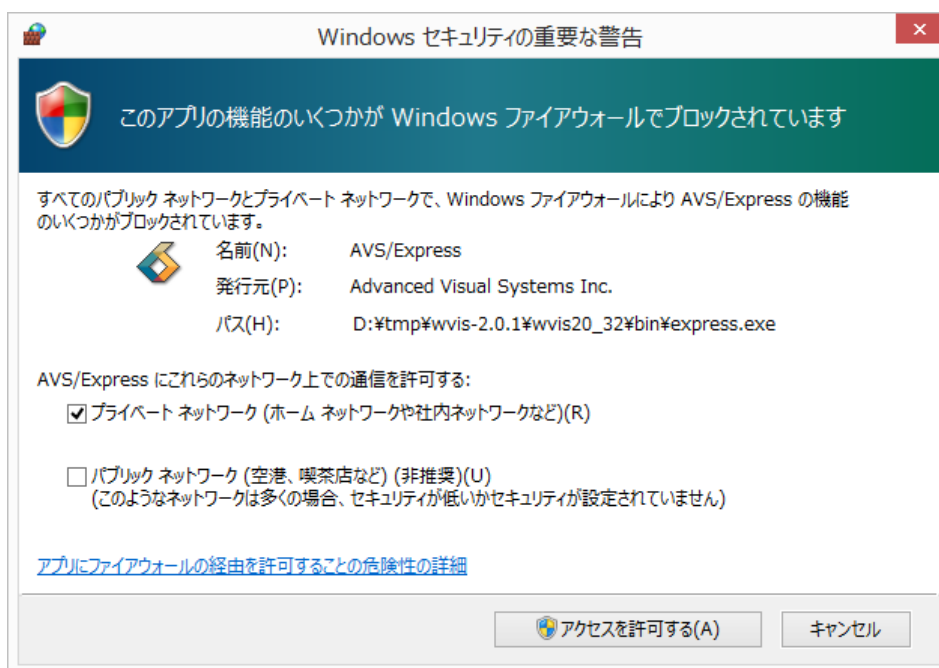 Windows セキュリティの重要な警告
このアプリの機能のいくつかが Windows ファイアウォールでブロックされています
すべてのパブリック ネットワークとプライベート ネットワークで、Windows ファイアウォールにより AVS/Express の機能
のいくつかがブロックされています。
名前(N): AVS/Express
発行元(P): Advanced Visual Systems Inc.
パス(H): D:¥tmp¥wvis-2.0.1¥wvis20_32¥bin¥express.exe
AVS/Express にこれらのネットワーク上での通信を許可する:
プライベート ネットワーク (ホーム ネットワークや社内ネットワークなど)(R)
パブリック ネットワーク (空港、喫茶店など) (非推奨)(U)
(このようなネットワークは多くの場合、セキュリティが低いかセキュリティが設定されていません)
アプリにファイアウォールの経由を許可することの危険性の詳細
アクセスを許可する(A) キャンセル